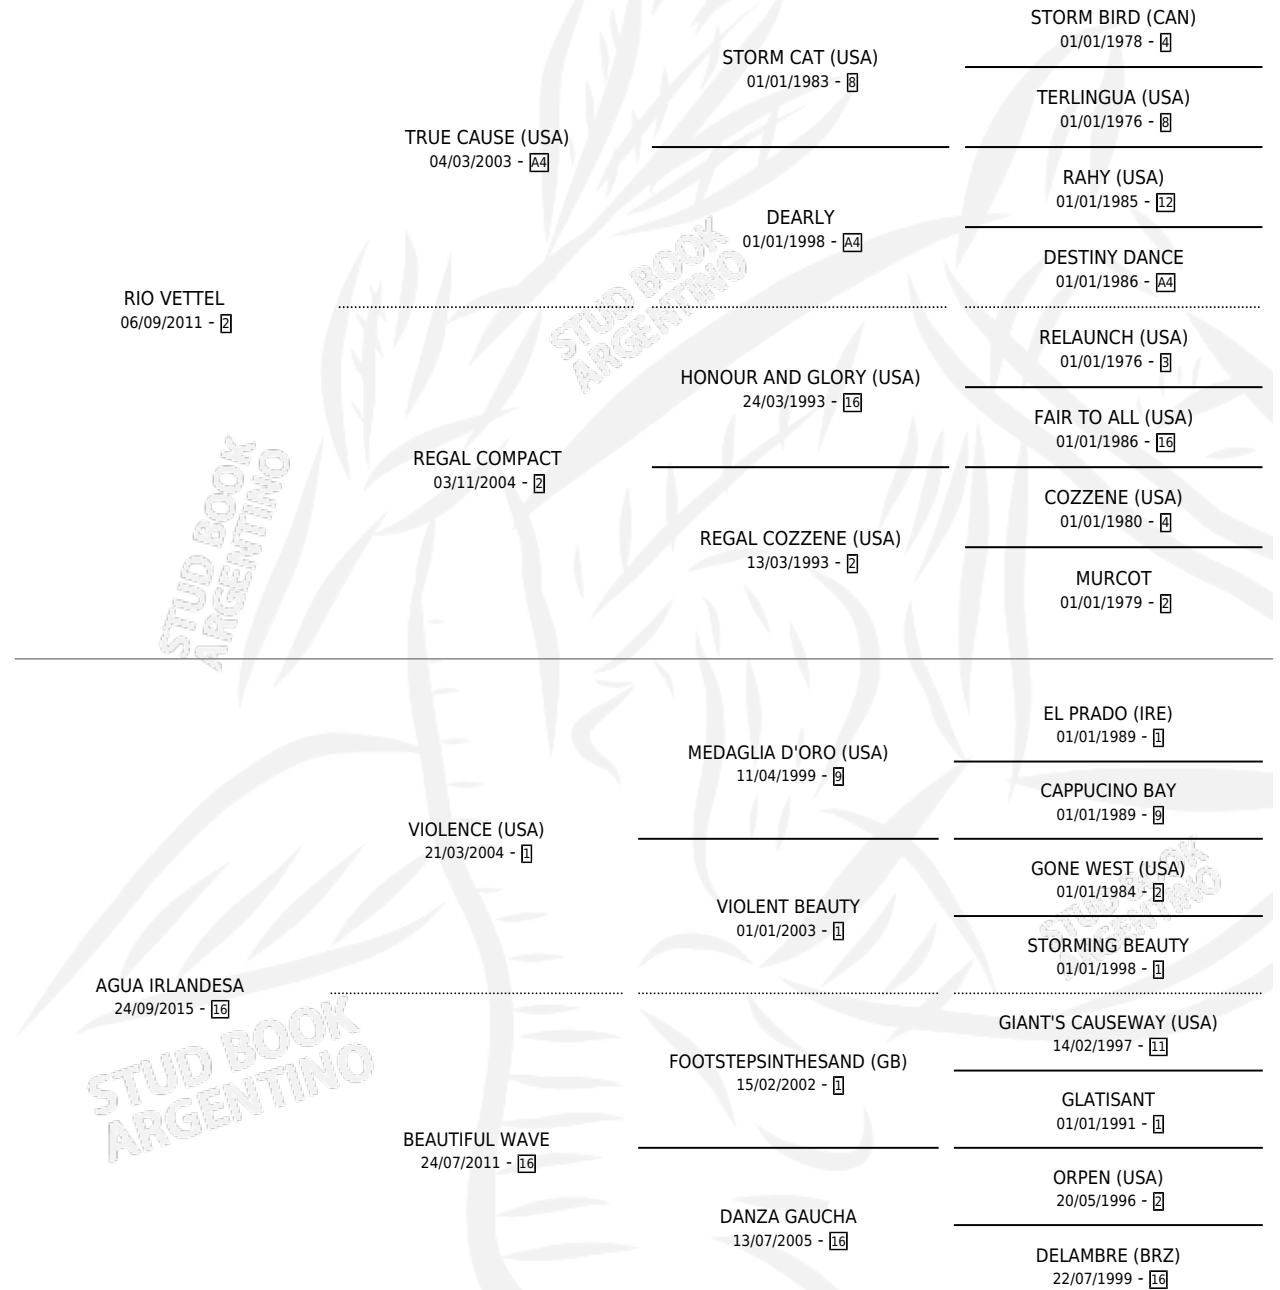 STORM BIRD (CAN)
01/01/1978 - 4
STORM CAT (USA)
01/01/1983 - 8
TERLINGUA (USA)
01/01/1976 - 8
TRUE CAUSE (USA)
04/03/2003 - A4
RAHY (USA)
01/01/1985 - 12
DEARLY
01/01/1998 - A4
DESTINY DANCE
01/01/1986 - A4
RIO VETTEL
06/09/2011 - 2
RELAUNCH (USA)
01/01/1976 - 3
HONOUR AND GLORY (USA)
24/03/1993 - 16
FAIR TO ALL (USA)
01/01/1986 - 16
REGAL COMPACT
03/11/2004 - 2
COZZENE (USA)
01/01/1980 - 4
REGAL COZZENE (USA)
13/03/1993 - 2
MURCOT
01/01/1979 - 2
EL PRADO (IRE)
01/01/1989 - 1
MEDAGLIA D'ORO (USA)
11/04/1999 - 9
CAPPUCINO BAY
01/01/1989 - 9
VIOLENCE (USA)
21/03/2004 - 1
GONE WEST (USA)
01/01/1984 - 2
VIOLENT BEAUTY
01/01/2003 - 1
STORMING BEAUTY
01/01/1998 - 1
AGUA IRLANDESA
24/09/2015 - 16
GIANT'S CAUSEWAY (USA)
14/02/1997 - 11
FOOTSTEPSINTHESAND (GB)
15/02/2002 - 1
GLATISANT
01/01/1991 - 1
BEAUTIFUL WAVE
24/07/2011 - 16
ORPEN (USA)
20/05/1996 - 2
DANZA GAUCHA
13/07/2005 - 16
DELAMBRE (BRZ)
22/07/1999 - 16
STUD BOOK
ARGENTINO
STUD BOOK
ARGENTINO
STUD BOOK
ARGENTINO
STUD BOOK
ARGENTINO